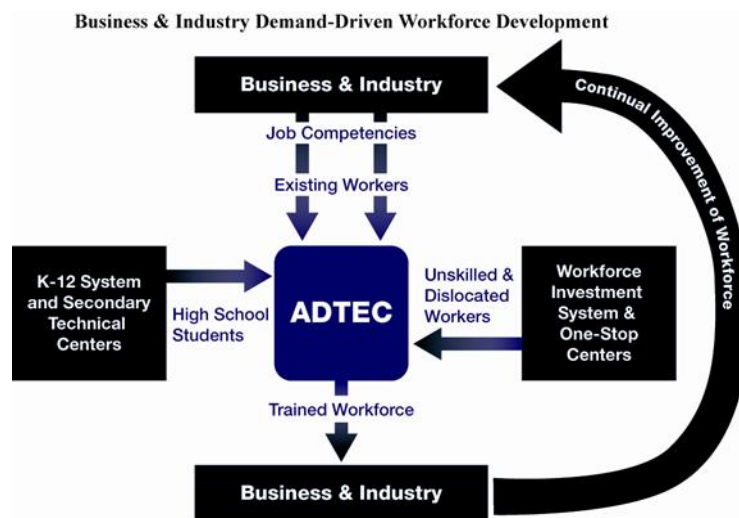 Business & Industry Demand-Driven Workforce Development
Business & Industry
Job Competencies
Existing Workers
K-12 System
and Secondary
Technical
Centers
High School
Students
ADTEC
Unskilled &
Dislocated
Workers
Workforce
Investment
System &
One-Stop
Centers
Continual Improvement of Workforce
Trained Workforce
Business & Industry